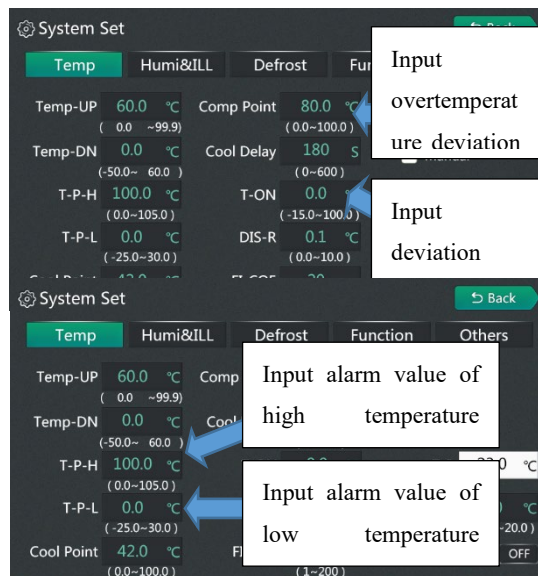 System Set
Temp Humi&ILL Defrost
Temp-UP 60.0 ℃ Comp Point 80.0 ℃
( 0.0 ~99.9) ( 0.0~100.0 )
Temp-DN 0.0 ℃ Cool Delay 180 S
(-50.0~ 60.0 ) ( 0~600 )
T-P-H 100.0 ℃ T-ON 0.0
( 0.0~105.0 ) ( -15.0~100.0 )
T-P-L 0.0 ℃ DIS-R 0.1 ℃
( -25.0~30.0 ) ( 0.0~10.0 )
Input
overtemperat
ure deviation
Input
deviation
System Set Back
Temp Humi&ILL Defrost Function Others
Temp-UP 60.0 ℃ Comp
( 0.0 ~99.9)
Temp-DN 0.0 ℃
(-50.0~ 60.0 )
T-P-H 100.0 ℃ ℃
( 0.0~105.0 )
T-P-L 0.0 ℃ ℃
( -25.0~30.0 ) ~20.0 )
Cool Point 42.0 ℃ OFF
( 0.0~100.0 ) ( 1~200 )
Input alarm value of
high temperature
Input alarm value of
low temperature